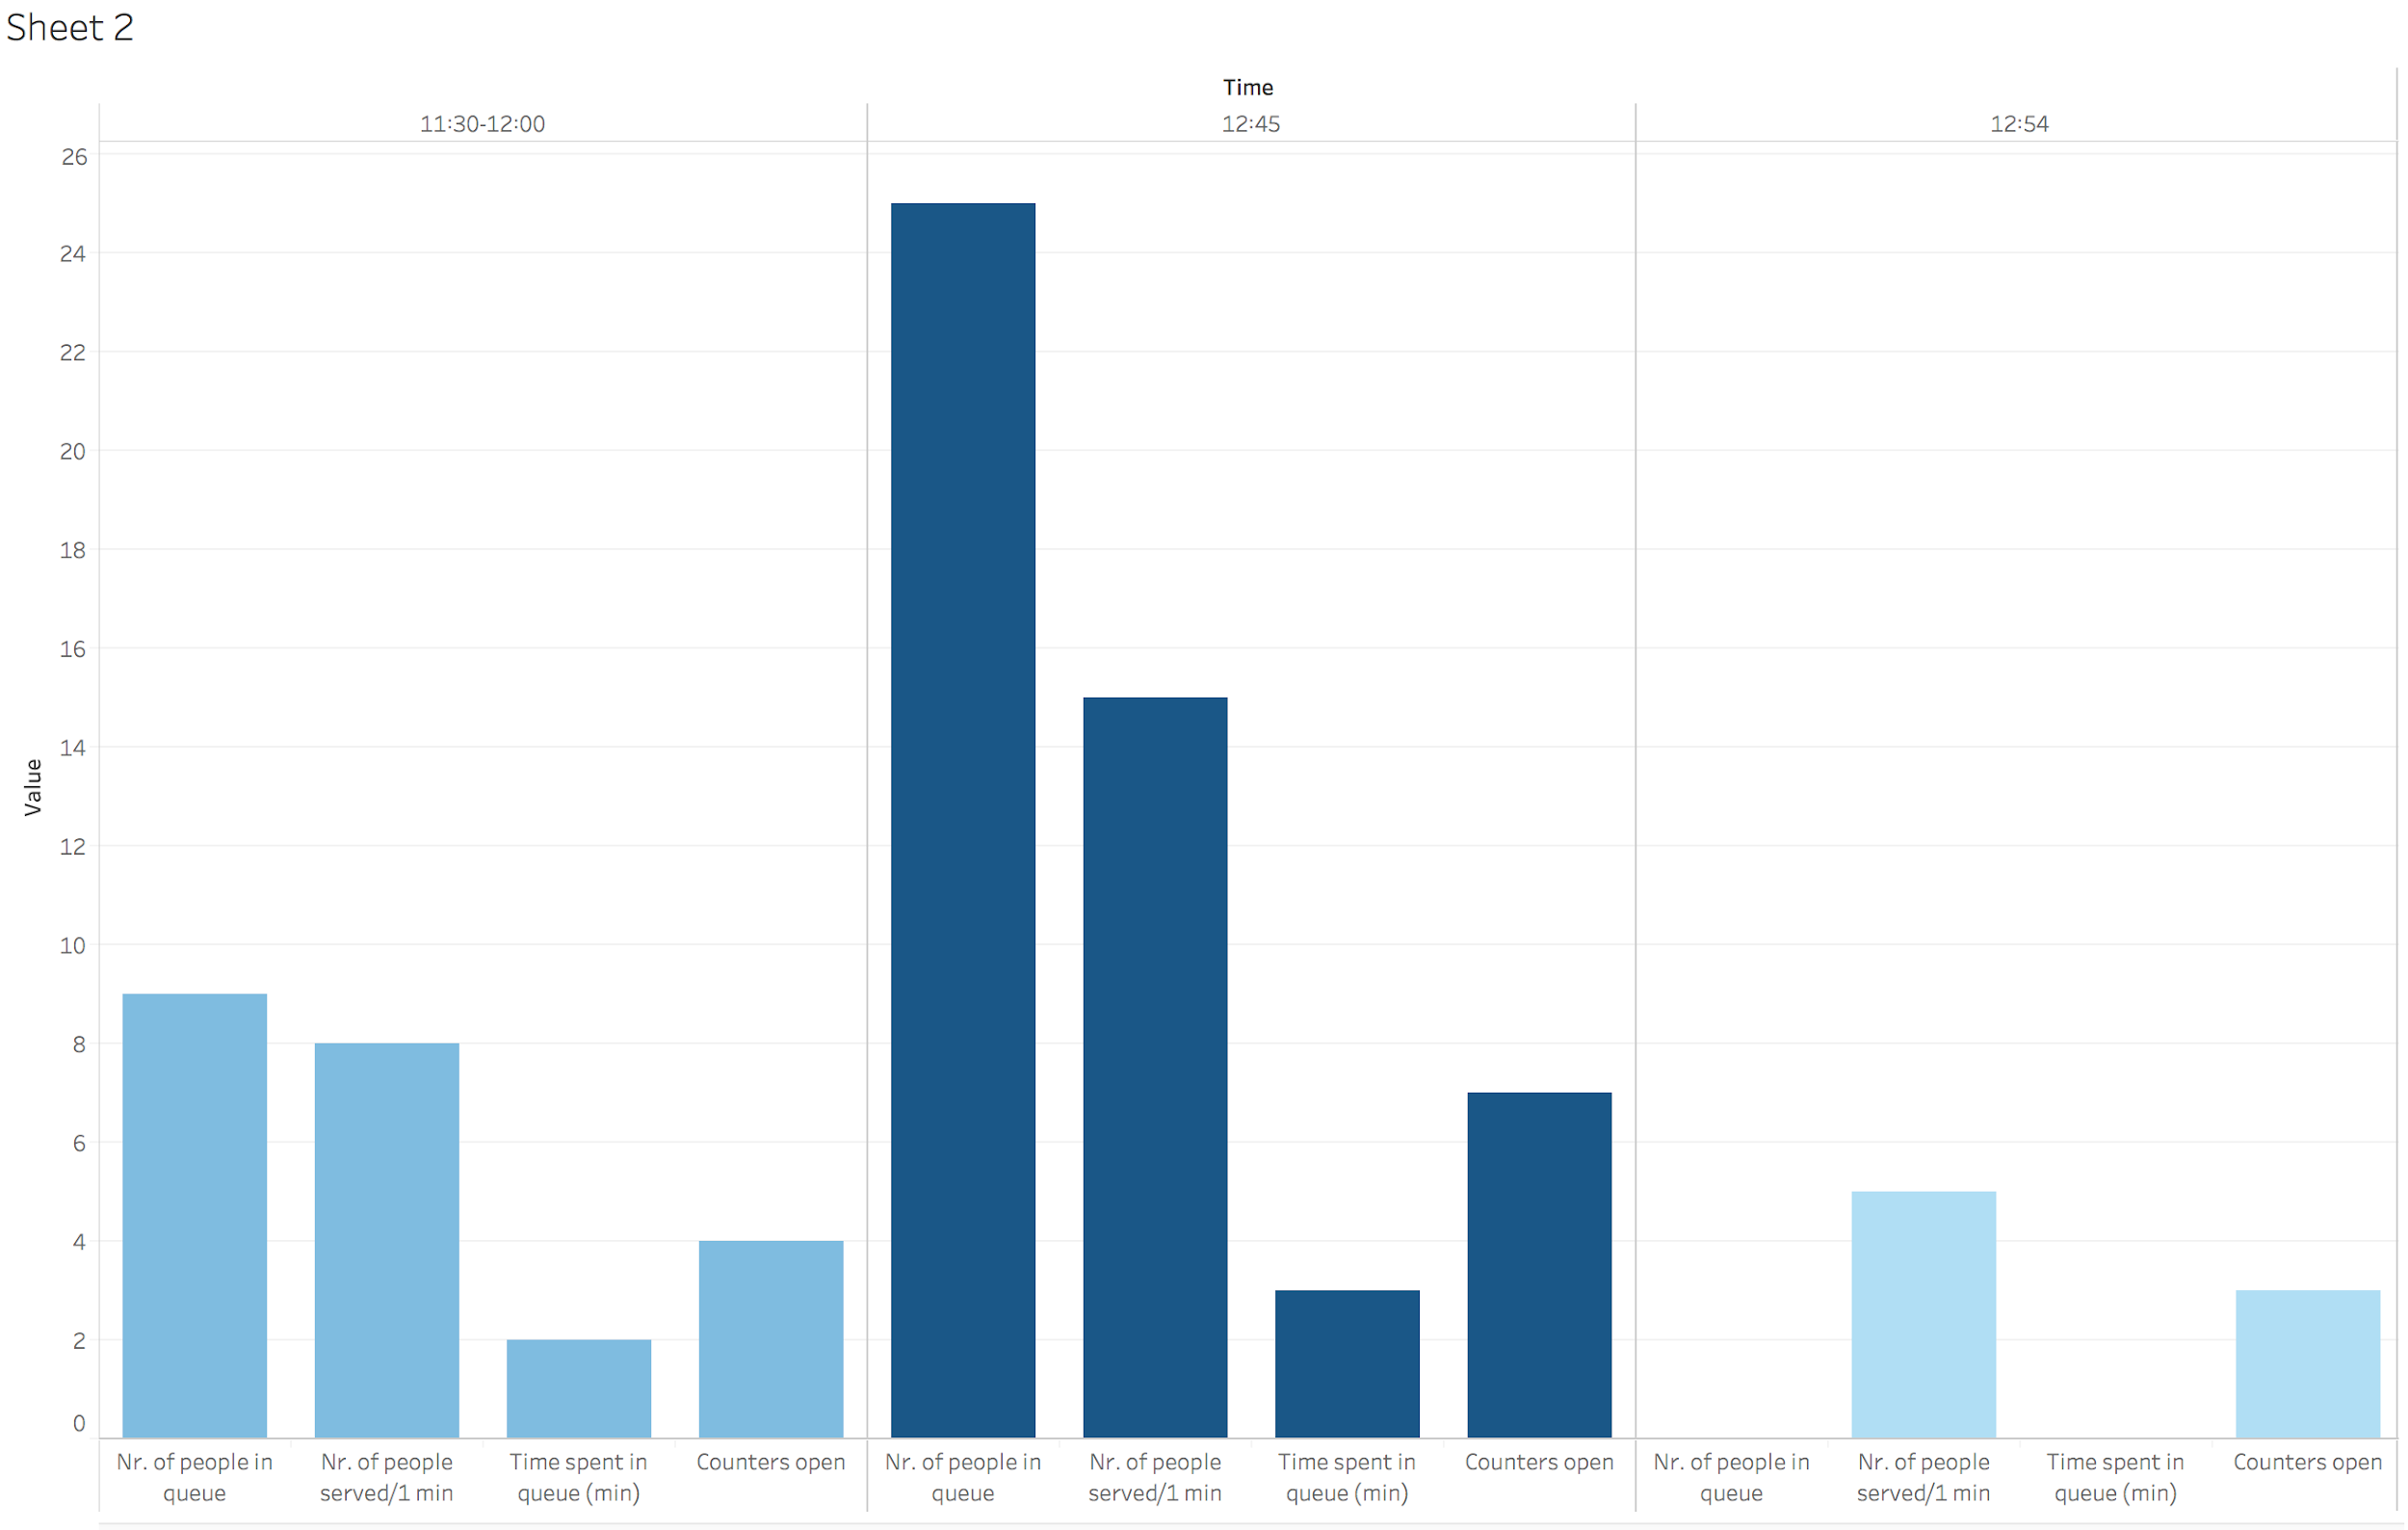 Sheet 2
Time
11:30-12:00 12:45 12:54
26
24
22
20
18
16
14
12
10
8
6
4
2
0
Value
Nr. of people in Nr. of people Time spent in Counters open Nr. of people in Nr. of people Time spent in Counters open Nr. of people in Nr. of people Time spent in Counters open
queue served/1 min queue (min) queue served/1 min queue (min) queue served/1 min queue (min)